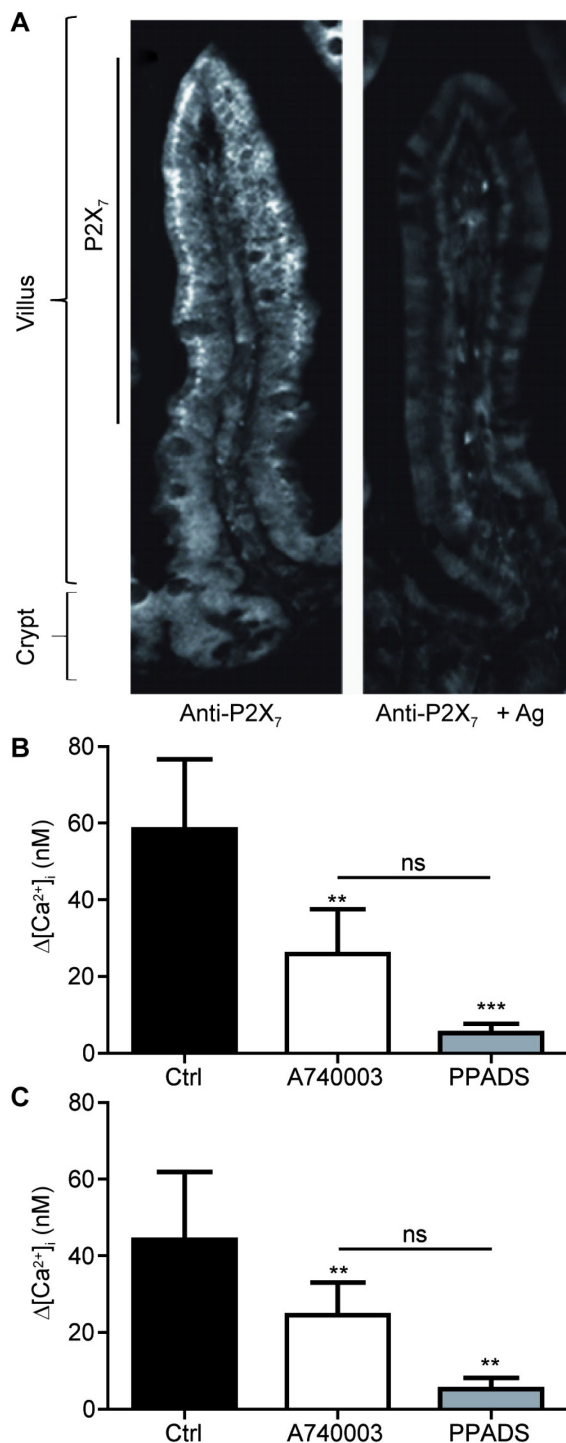 A
Villus
P2X₇
Crypt
Anti-P2X₇
Anti-P2X₇ + Ag
B
Δ[Ca²⁺]ᵢ (nM)
80
60
40
20
0
ns
**
***
Ctrl
A740003
PPADS
C
Δ[Ca²⁺]ᵢ (nM)
80
60
40
20
0
ns
**
**
Ctrl
A740003
PPADS